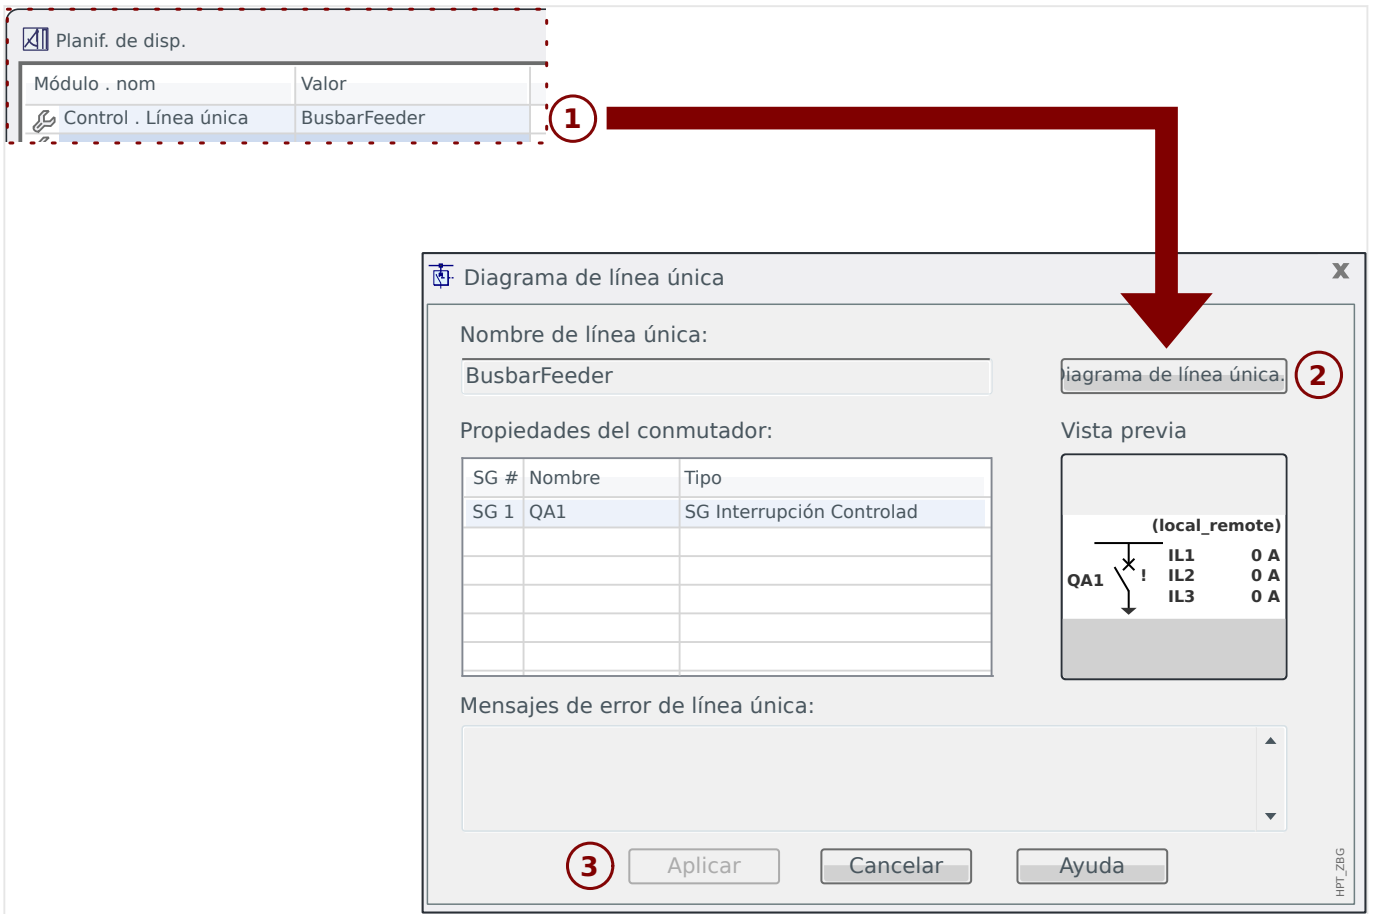 Planif. de disp.
Módulo . nom Valor
Control . Línea única BusbarFeeder
1
Diagrama de línea única x
Nombre de línea única:
BusbarFeeder
iagrama de línea única. 2
Propiedades del conmutador: Vista previa
SG # Nombre Tipo
SG 1 QA1 SG Interrupción Controlad
(local_remote)
IL1 0 A
QA1 ! IL2 0 A
IL3 0 A
Mensajes de error de línea única:
3 Aplicar Cancelar Ayuda
HPT_ZBG